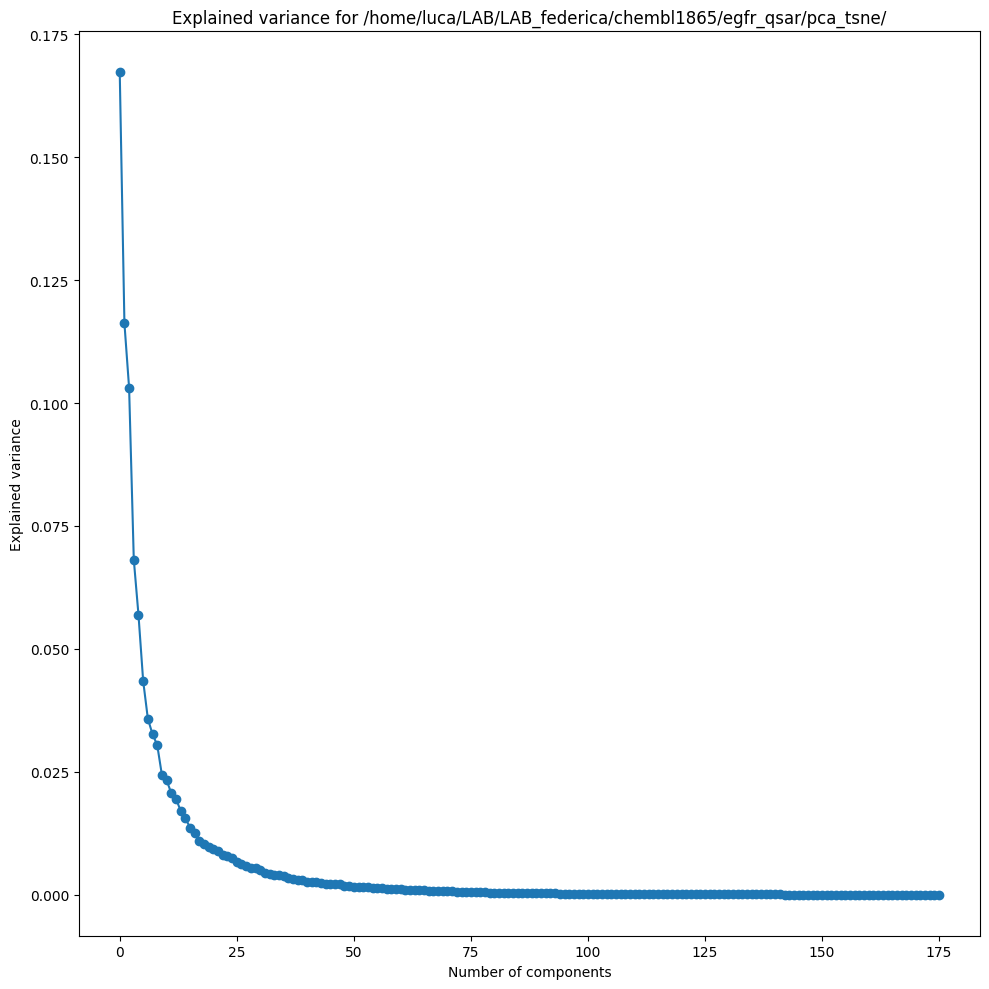 Explained variance for /home/luca/LAB/LAB_federica/chembl1865/egfr_qsar/pca_tsne/
0.175
0.150
0.125
0.100
0.075
0.050
0.025
0.000
Explained variance
0 25 50 75 100 125 150 175
Number of components